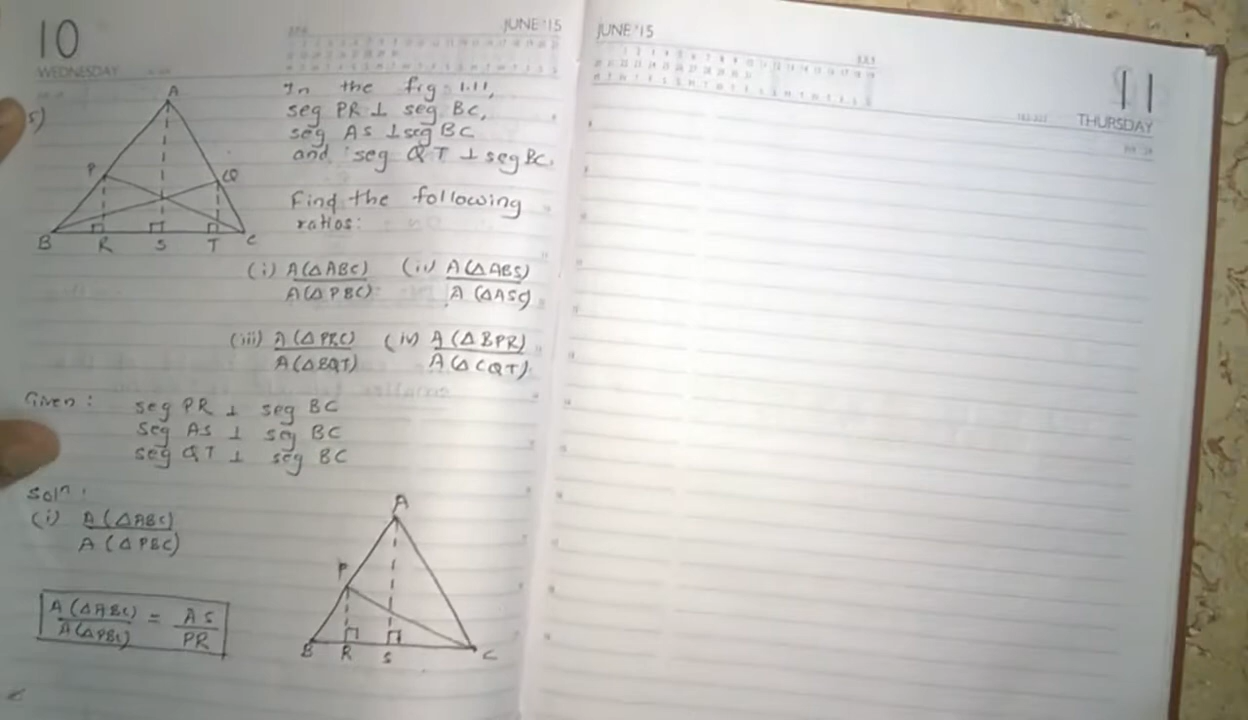 10
WEDNESDAY
JUNE '15
5)
A
P
Q
B
R
S
T
C
In the fig 1.11,
seg PR ⊥ seg BC,
seg AS ⊥ seg BC
and seg QT ⊥ seg BC.
Find the following
ratios:
(i) A(△ABC) / A(△PBC) (ii) A(△ABS) / A(△ASC)
(iii) A(△PRC) / A(△BQT) (iv) A(△BPR) / A(△CQT)
Given: seg PR ⊥ seg BC
seg AS ⊥ seg BC
seg QT ⊥ seg BC
Solⁿ:
(i) A(△ABC) / A(△PBC)
A(△ABC) / A(△PBC) = AS / PR
A
P
B
R
S
C
JUNE '15
11
THURSDAY